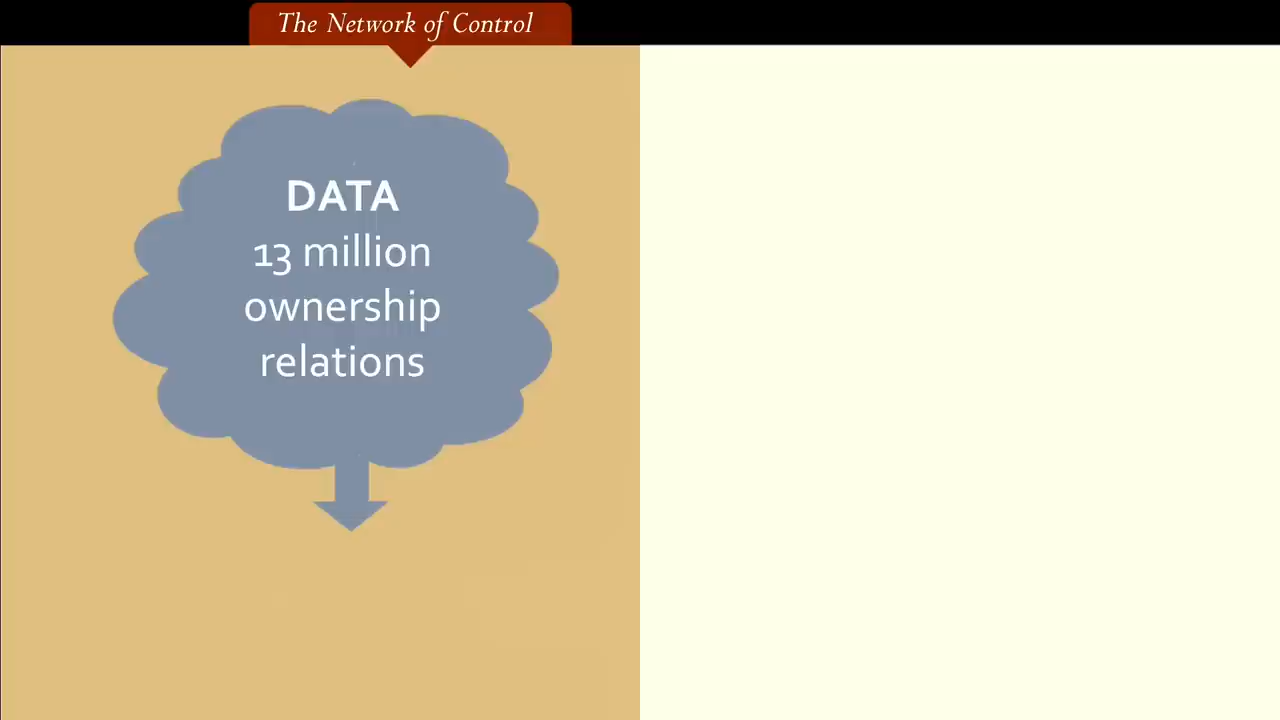 The Network of Control
DATA
13 million
ownership
relations